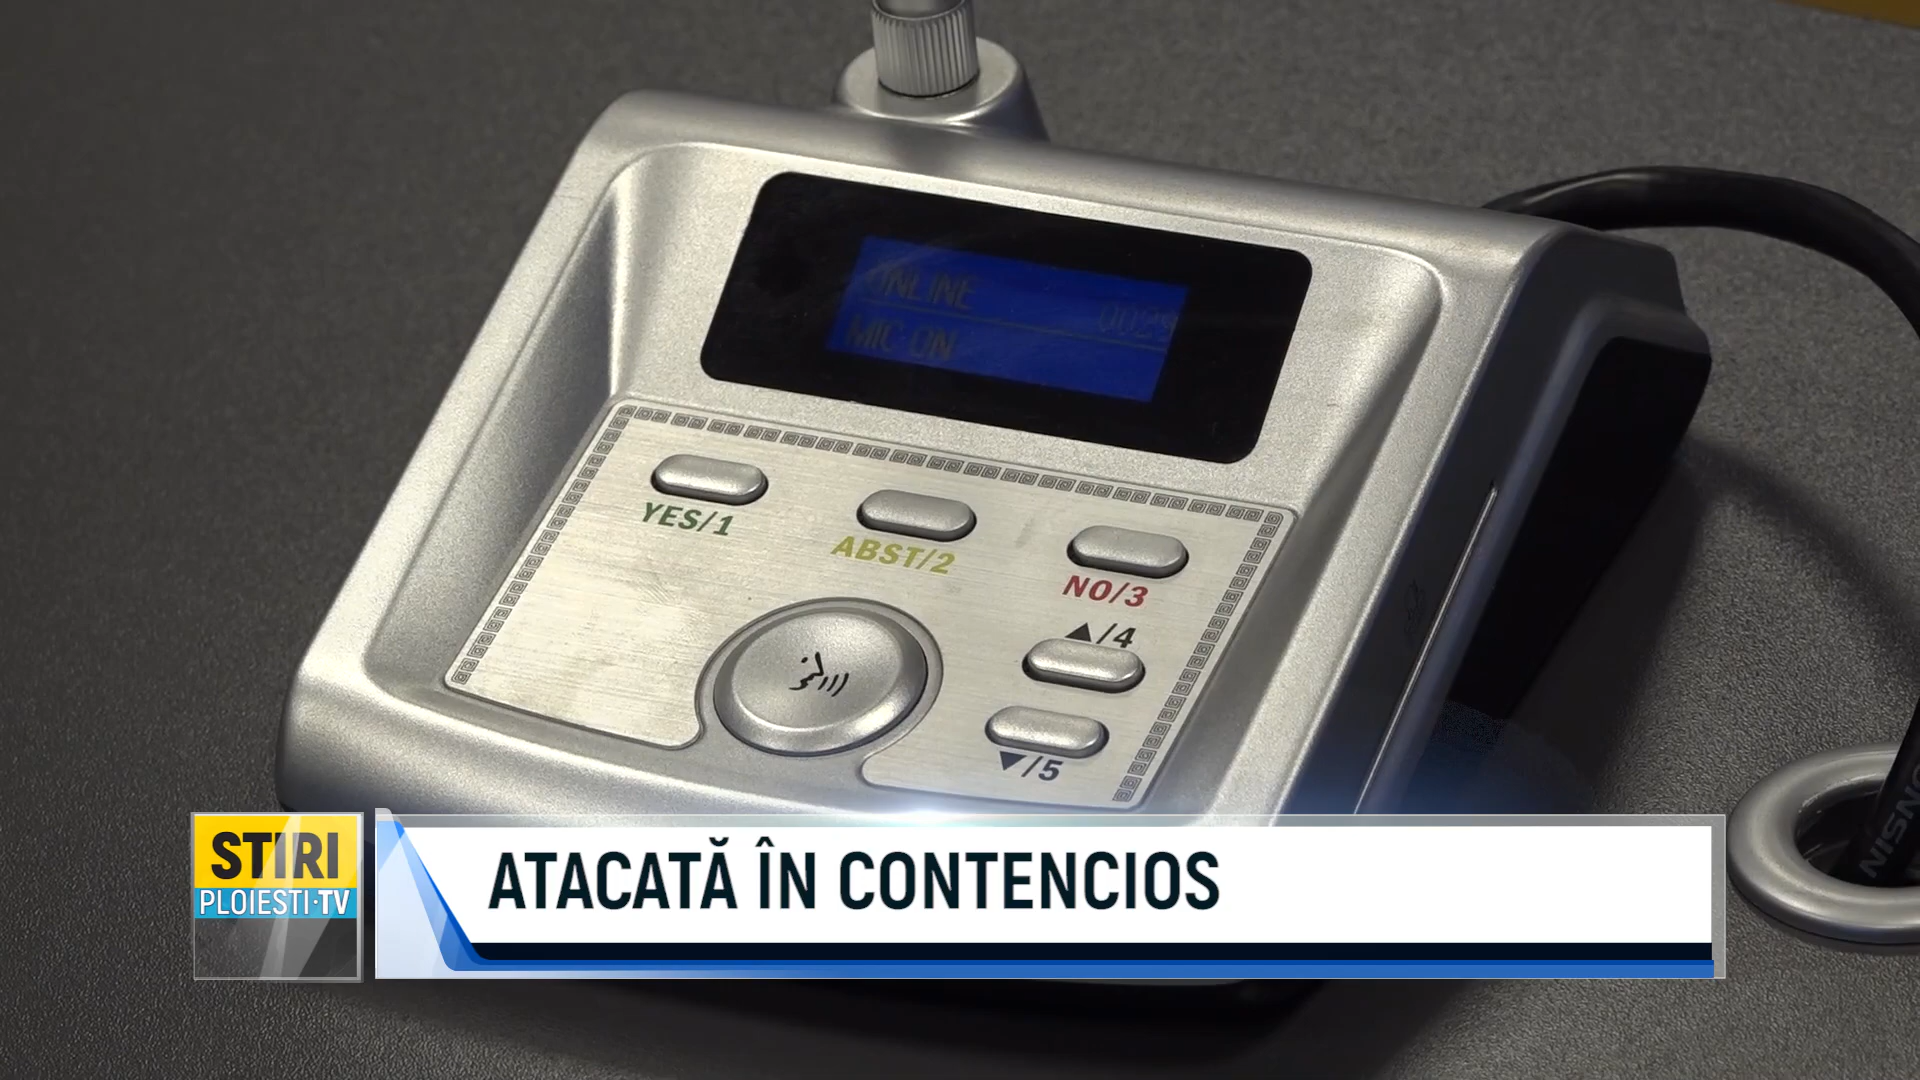 ONLINE
MIC ON
YES/1
ABST/2
NO/3
▲/4
▼/5
STIRI
PLOIESTI·TV
ATACATĂ ÎN CONTENCIOS